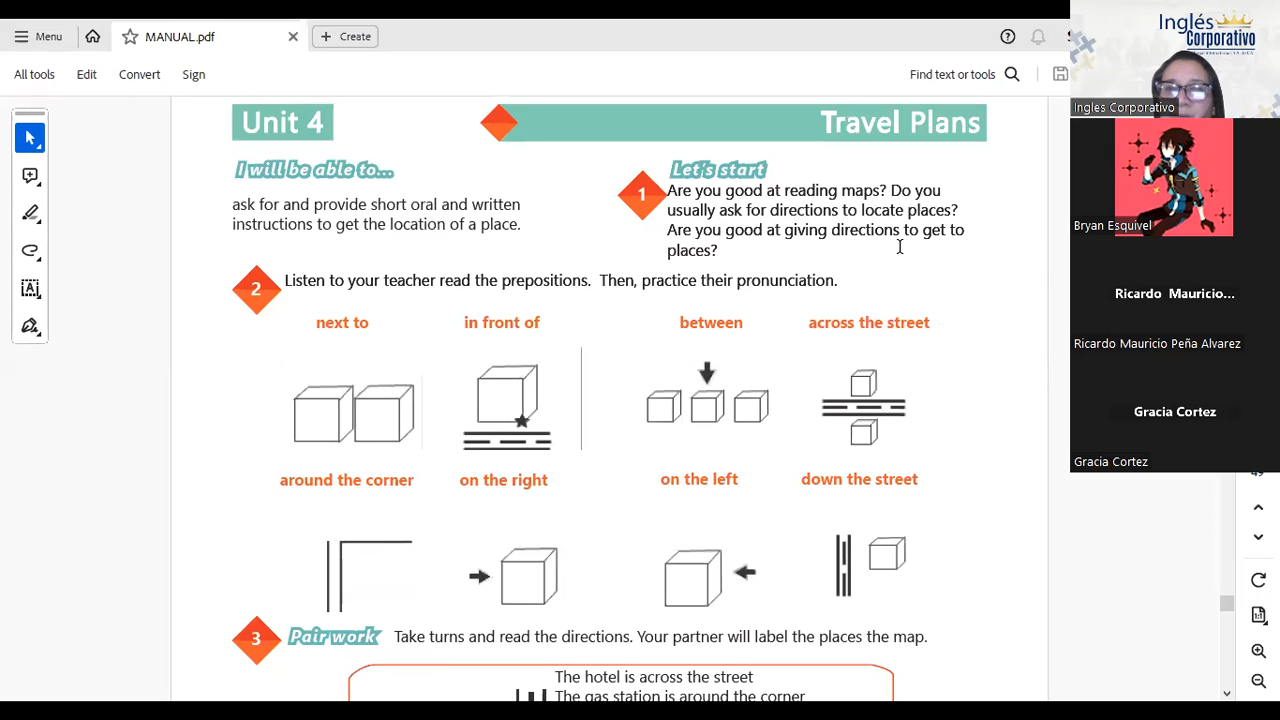 Menu
MANUAL.pdf
Create
All tools
Edit
Convert
Sign
Find text or tools
Unit 4
Travel Plans
I will be able to...
ask for and provide short oral and written
instructions to get the location of a place.
1
Let's start
Are you good at reading maps? Do you
usually ask for directions to locate places?
Are you good at giving directions to get to
places?
2
Listen to your teacher read the prepositions. Then, practice their pronunciation.
next to
in front of
between
across the street
around the corner
on the right
on the left
down the street
3
Pair work
Take turns and read the directions. Your partner will label the places the map.
The hotel is across the street
The gas station is around the corner
Inglés
Corporativo
Ingles Corporativo
Bryan Esquivel
Ricardo Mauricio...
Ricardo Mauricio Peña Alvarez
Gracia Cortez
Gracia Cortez
1:1